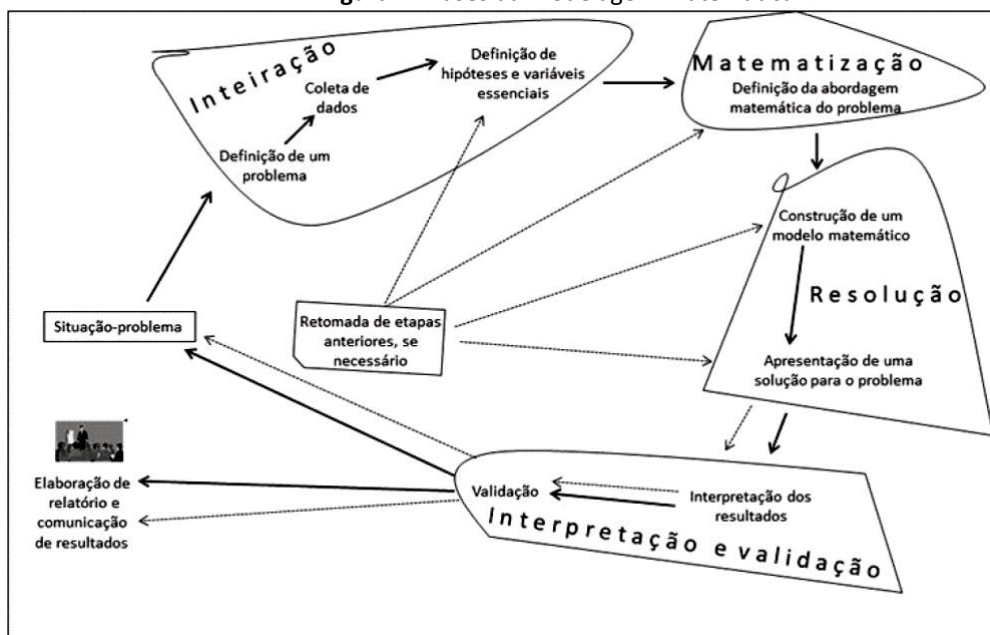 Inteiração
Definição de um
problema
Coleta de
dados
Definição de
hipóteses e variáveis
essenciais
Matematização
Definição da abordagem
matemática do problema
Construção de um
modelo matemático
Resolução
Apresentação de uma
solução para o problema
Situação-problema
Retomada de etapas
anteriores, se
necessário
Interpretação dos
resultados
Validação
Interpretação e validação
Elaboração de
relatório e
comunicação
de resultados